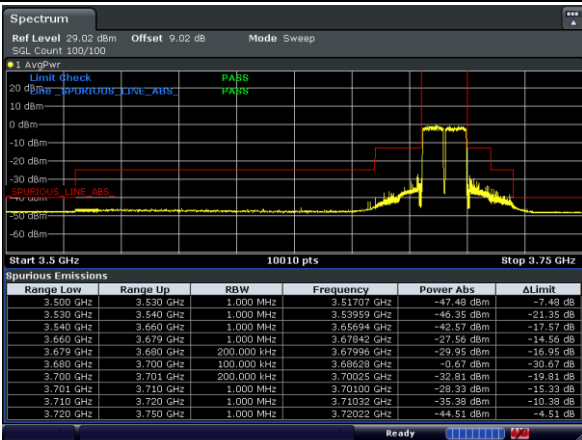 Spectrum
Ref Level 29.02 dBm Offset 9.02 dB Mode Sweep
SGL Count 100/100
1 AvgPwr
Limit Check PASS
20 dBm Line _SPURIOUS_LINE_ABS_ PASS
10 dBm
0 dBm
-10 dBm
-20 dBm
_SPURIOUS_LINE_ABS_
-40 dBm
-50 dBm
-60 dBm
Start 3.5 GHz 10010 pts Stop 3.75 GHz
Spurious Emissions
Range Low Range Up RBW Frequency Power Abs ΔLimit
3.500 GHz 3.530 GHz 1.000 MHz 3.51707 GHz -47.48 dBm -7.48 dB
3.530 GHz 3.540 GHz 1.000 MHz 3.53959 GHz -46.35 dBm -21.35 dB
3.540 GHz 3.660 GHz 1.000 MHz 3.65694 GHz -42.57 dBm -17.57 dB
3.660 GHz 3.679 GHz 1.000 MHz 3.67842 GHz -27.56 dBm -14.56 dB
3.679 GHz 3.680 GHz 200.000 kHz 3.67996 GHz -29.95 dBm -16.95 dB
3.680 GHz 3.700 GHz 100.000 kHz 3.68628 GHz -0.67 dBm -30.67 dB
3.700 GHz 3.701 GHz 200.000 kHz 3.70025 GHz -32.81 dBm -19.81 dB
3.701 GHz 3.710 GHz 1.000 MHz 3.70100 GHz -28.33 dBm -15.33 dB
3.710 GHz 3.720 GHz 1.000 MHz 3.71032 GHz -35.38 dBm -10.38 dB
3.720 GHz 3.750 GHz 1.000 MHz 3.72022 GHz -44.51 dBm -4.51 dB
Ready